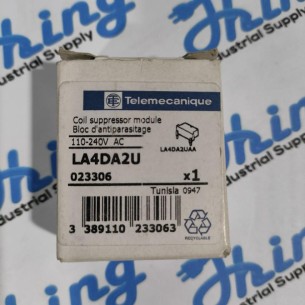 Jhing
Industrial Supply
Telemecanique
Coil suppressor module
Bloc d'antiparasitage
110-240V AC
LA4DA2UAA
LA4DA2U
023306
x1
Tunisia 0947
3 389110 233063
RECYCLABLE